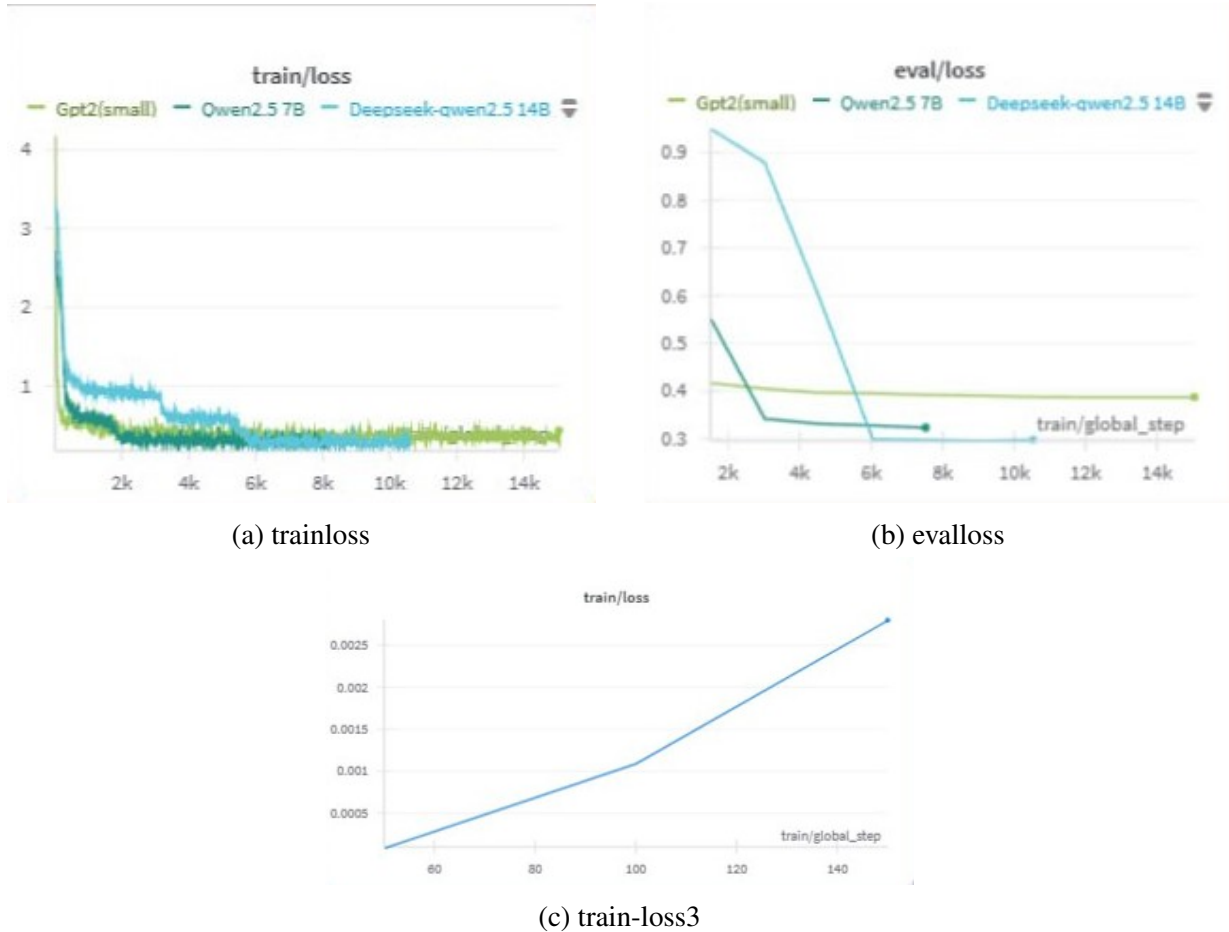 train/loss
Gpt2(small) Qwen2.5 7B Deepseek-qwen2.5 14B
4
3
2
1
2k 4k 6k 8k 10k 12k 14k
(a) trainloss
eval/loss
Gpt2(small) Qwen2.5 7B Deepseek-qwen2.5 14B
0.9
0.8
0.7
0.6
0.5
0.4
0.3
train/global_step
2k 4k 6k 8k 10k 12k 14k
(b) evalloss
train/loss
0.0025
0.002
0.0015
0.001
0.0005
train/global_step
60 80 100 120 140
(c) train-loss3